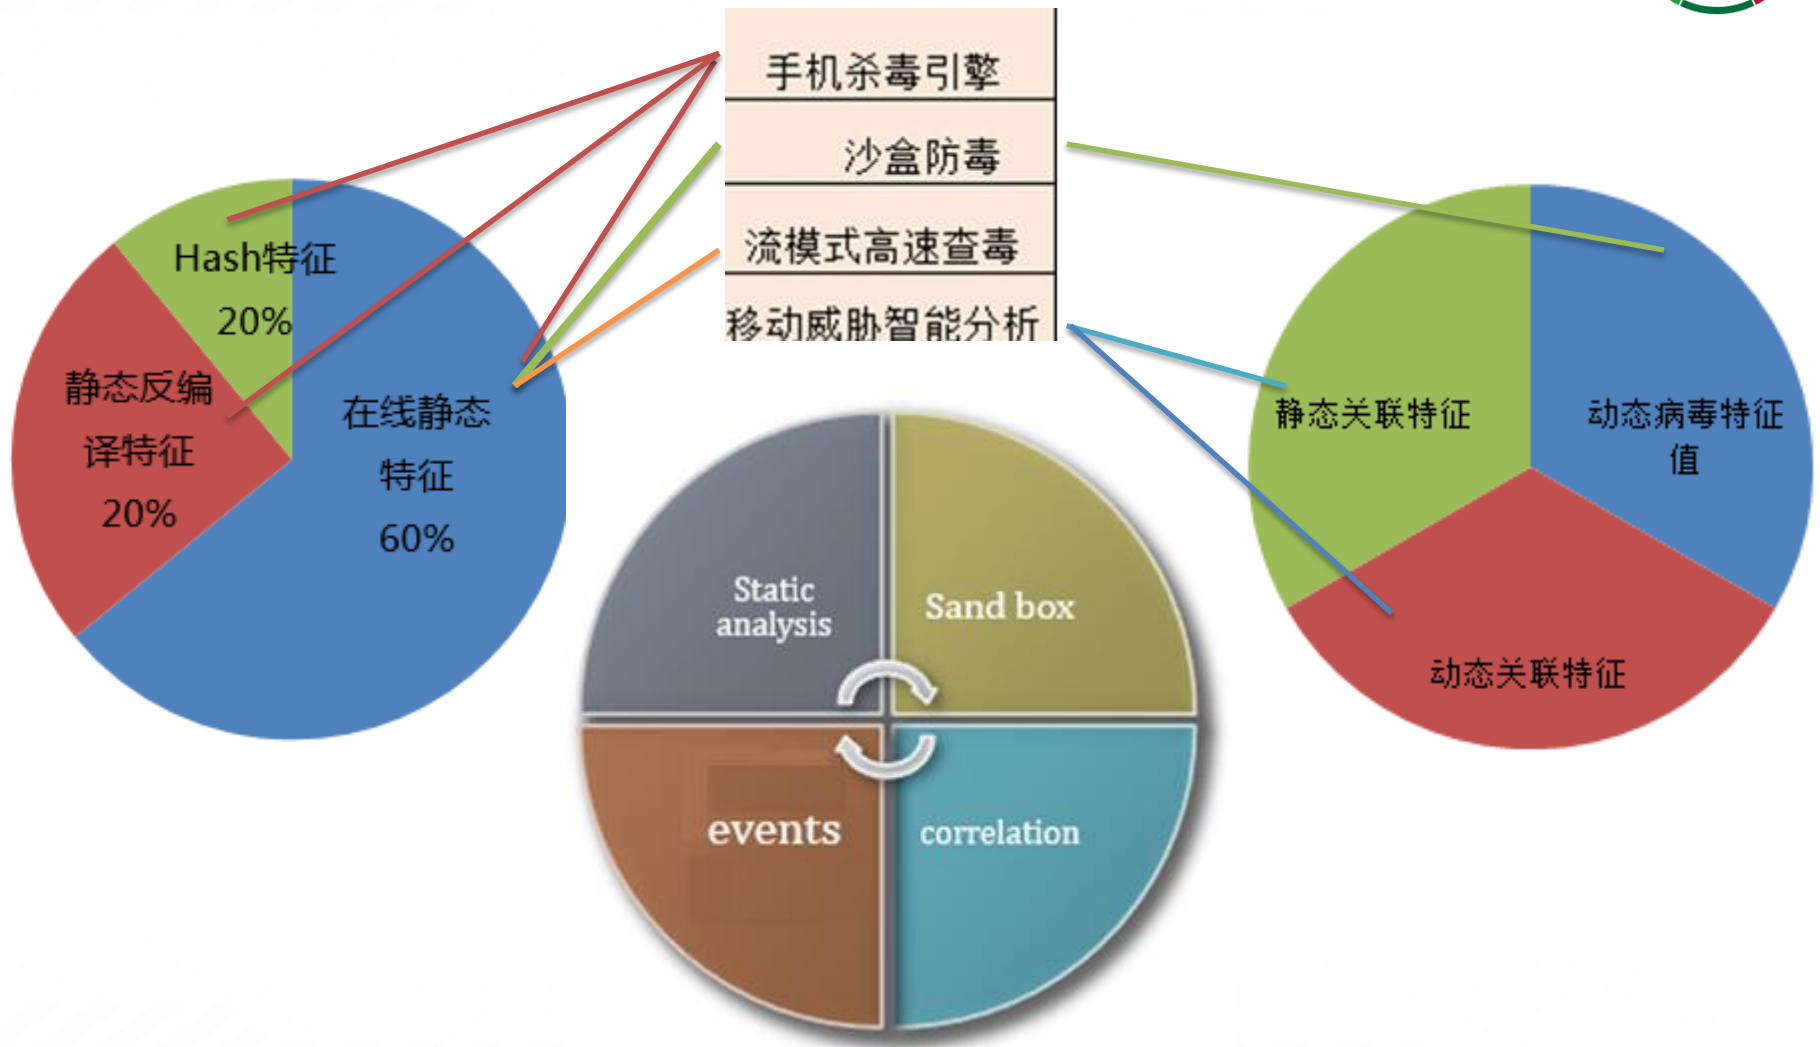 手机杀毒引擎
沙盒防毒
流模式高速查毒
移动威胁智能分析
Hash特征
20%
静态反编
译特征
20%
在线静态
特征
60%
静态关联特征
动态病毒特征
值
动态关联特征
Static
analysis
Sand box
events
correlation